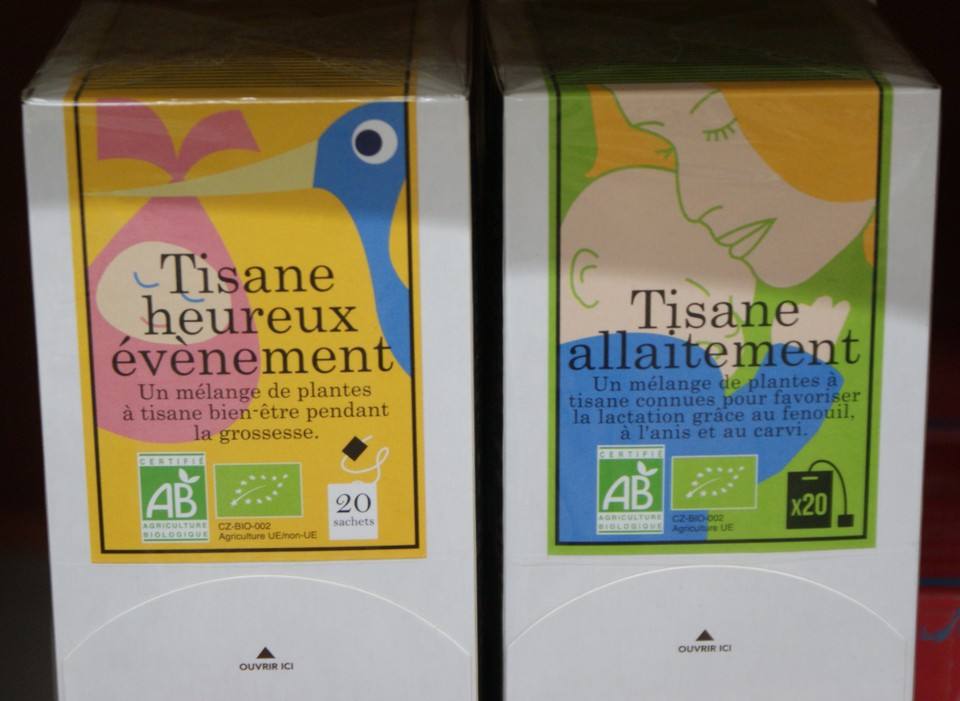 Tisane
heureux
évènement
Un mélange de plantes
à tisane bien-être pendant
la grossesse.
CERTIFIÉ
AB
AGRICULTURE
BIOLOGIQUE
CZ-BIO-002
Agriculture UE/non-UE
20
sachets
OUVRIR ICI
Tisane
allaitement
Un mélange de plantes à
tisane connues pour favoriser
la lactation grâce au fenouil,
à l'anis et au carvi.
CERTIFIÉ
AB
AGRICULTURE
BIOLOGIQUE
CZ-BIO-002
Agriculture UE
x20
OUVRIR ICI